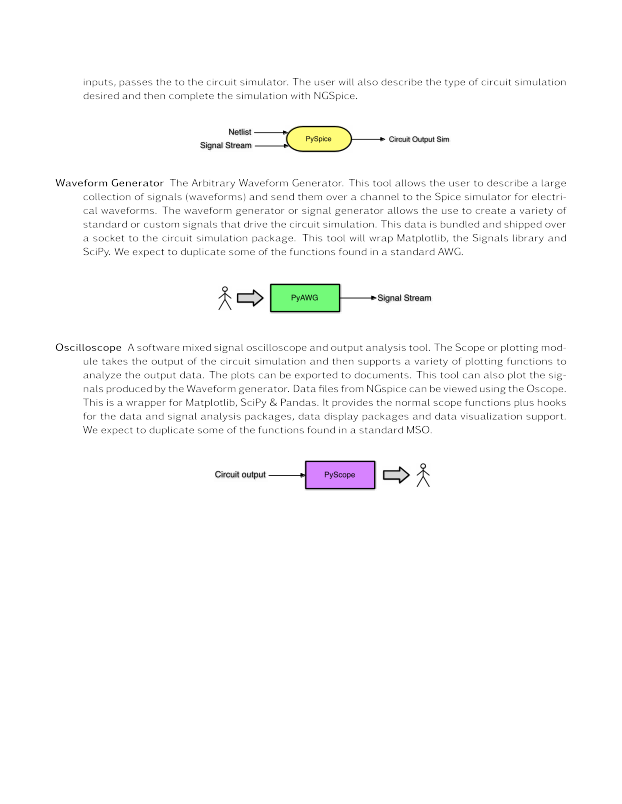 inputs, passes the to the circuit simulator. The user will also describe the type of circuit simulation
desired and then complete the simulation with NGSpice.
Netlist
Signal Stream
PySpice
Circuit Output Sim
Waveform Generator The Arbitrary Waveform Generator. This tool allows the user to describe a large
collection of signals (waveforms) and send them over a channel to the Spice simulator for electri-
cal waveforms. The waveform generator or signal generator allows the use to create a variety of
standard or custom signals that drive the circuit simulation. This data is bundled and shipped over
a socket to the circuit simulation package. This tool will wrap Matplotlib, the Signals library and
SciPy. We expect to duplicate some of the functions found in a standard AWG.
PyAWG
Signal Stream
Oscilloscope A software mixed signal oscilloscope and output analysis tool. The Scope or plotting mod-
ule takes the output of the circuit simulation and then supports a variety of plotting functions to
analyze the output data. The plots can be exported to documents. This tool can also plot the sig-
nals produced by the Waveform generator. Data files from NGspice can be viewed using the Oscope.
This is a wrapper for Matplotlib, SciPy & Pandas. It provides the normal scope functions plus hooks
for the data and signal analysis packages, data display packages and data visualization support.
We expect to duplicate some of the functions found in a standard MSO.
Circuit output
PyScope